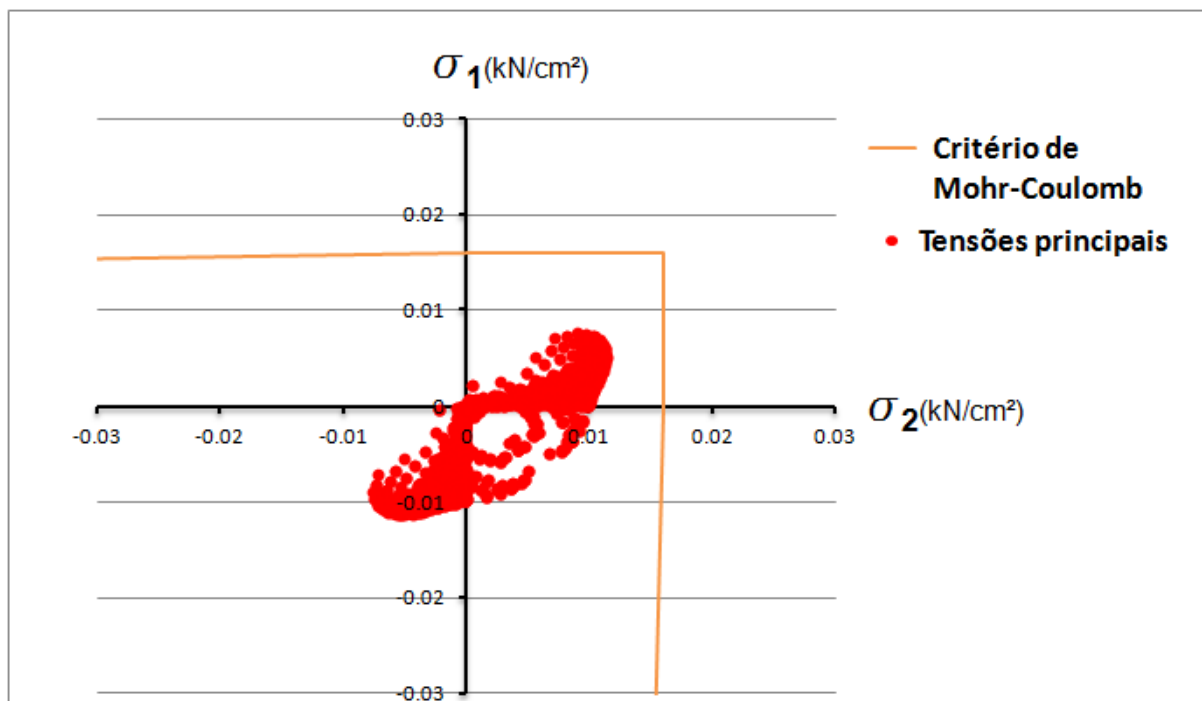 σ 1 (kN/cm²)
0.03
0.02
0.01
0
-0.03 -0.02 -0.01 0 0.01 0.02 0.03
σ 2 (kN/cm²)
-0.01
-0.02
-0.03
Critério de
Mohr-Coulomb
Tensões principais